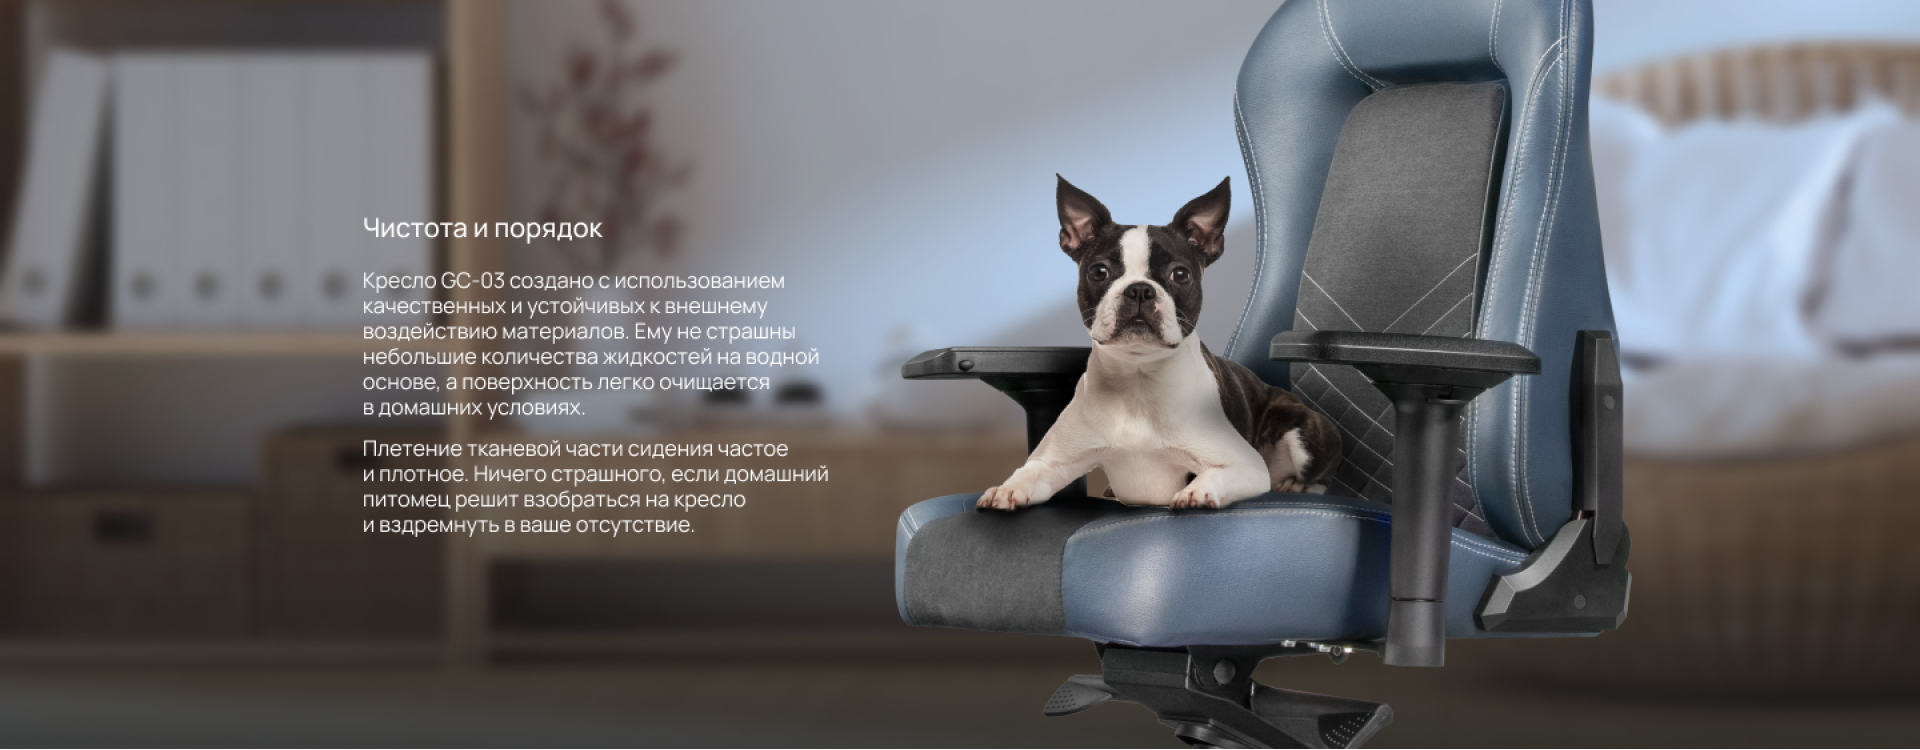 Чистота и порядок
Кресло GC-03 создано с использованием
качественных и устойчивых к внешнему
воздействию материалов. Ему не страшны
небольшие количества жидкостей на водной
основе, а поверхность легко очищается
в домашних условиях.
Плетение тканевой части сидения частое
и плотное. Ничего страшного, если домашний
питомец решит взобраться на кресло
и вздремнуть в ваше отсутствие.